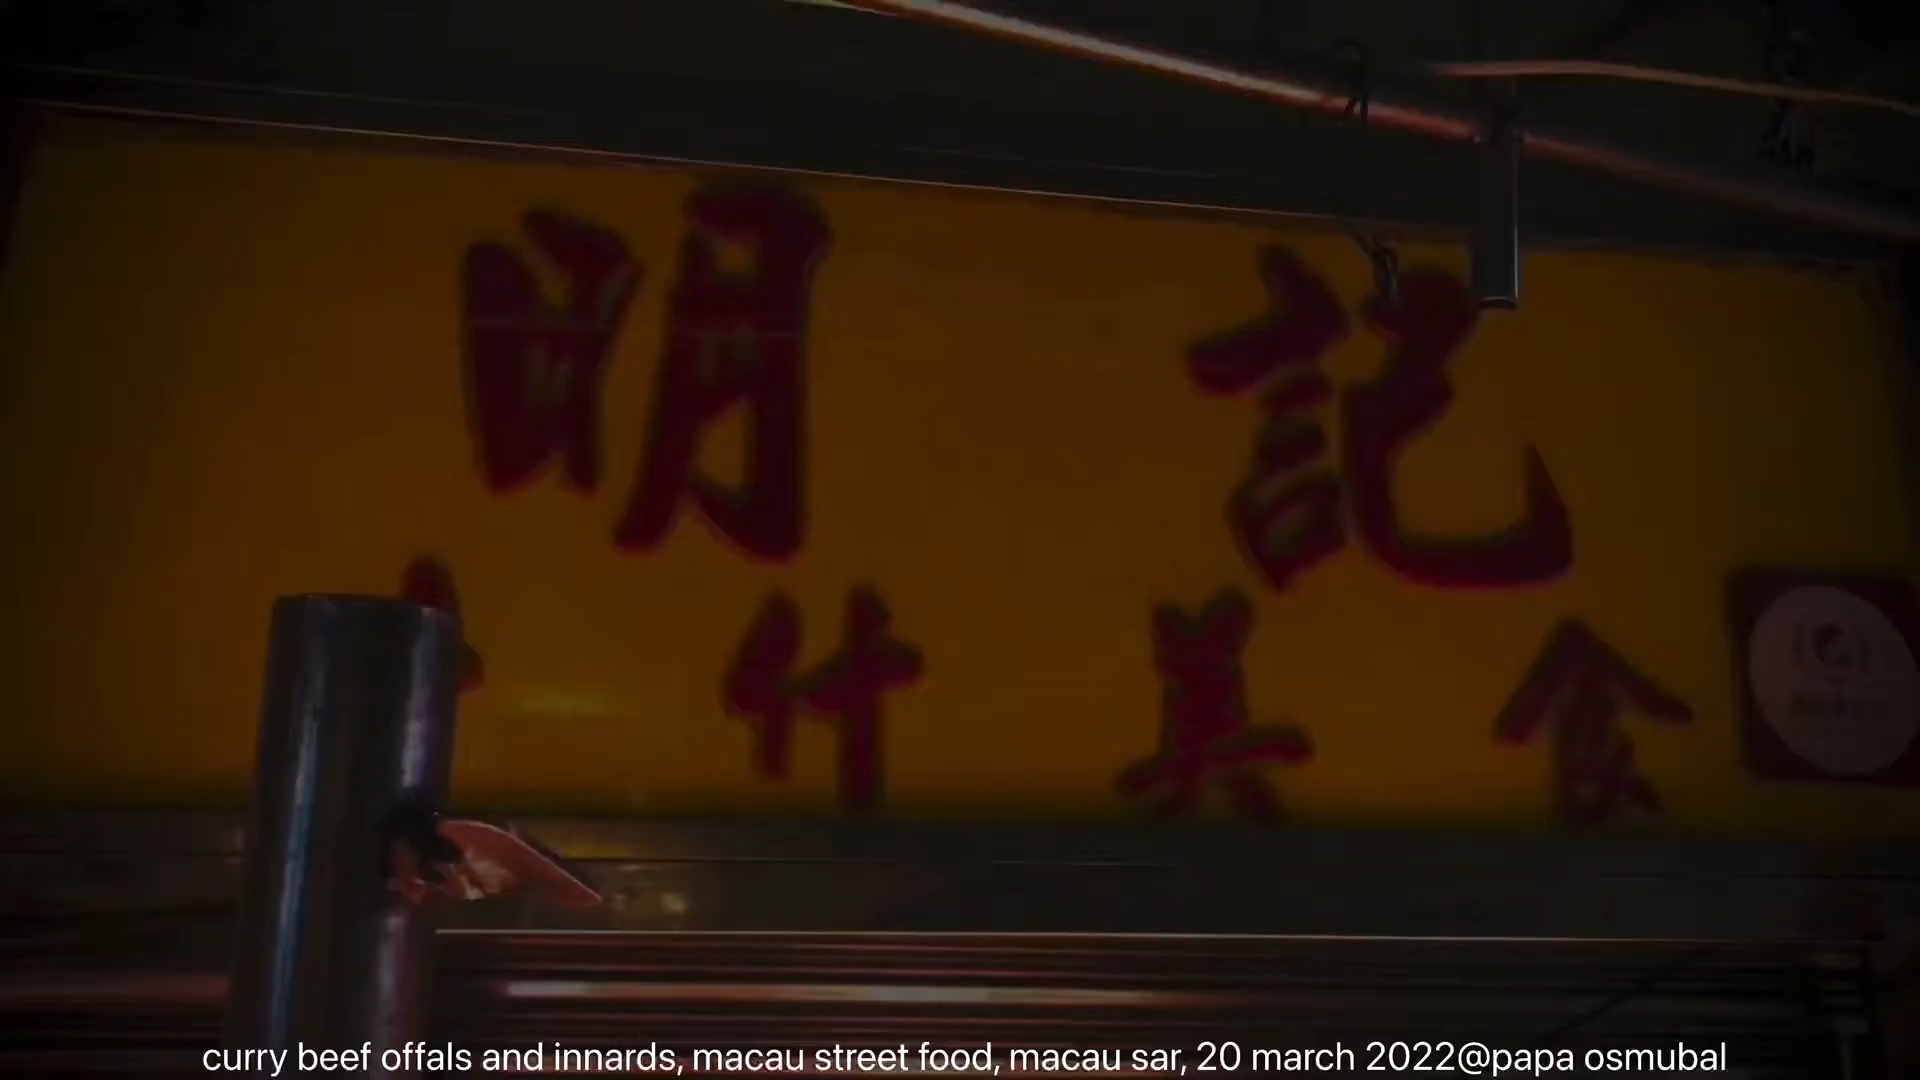 明記
什美食
curry beef offals and innards, macau street food, macau sar, 20 march 2022@papa osmubal